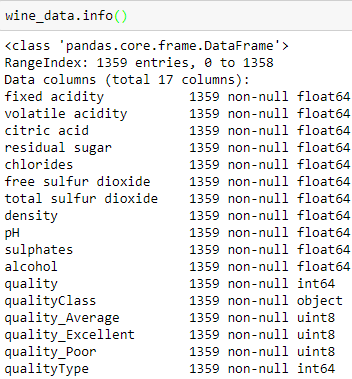 wine_data.info()
<class 'pandas.core.frame.DataFrame'>
RangeIndex: 1359 entries, 0 to 1358
Data columns (total 17 columns):
fixed acidity           1359 non-null float64
volatile acidity        1359 non-null float64
citric acid             1359 non-null float64
residual sugar          1359 non-null float64
chlorides               1359 non-null float64
free sulfur dioxide     1359 non-null float64
total sulfur dioxide    1359 non-null float64
density                 1359 non-null float64
pH                      1359 non-null float64
sulphates               1359 non-null float64
alcohol                 1359 non-null float64
quality                 1359 non-null int64
qualityClass            1359 non-null object
quality_Average         1359 non-null uint8
quality_Excellent       1359 non-null uint8
quality_Poor            1359 non-null uint8
qualityType             1359 non-null int64